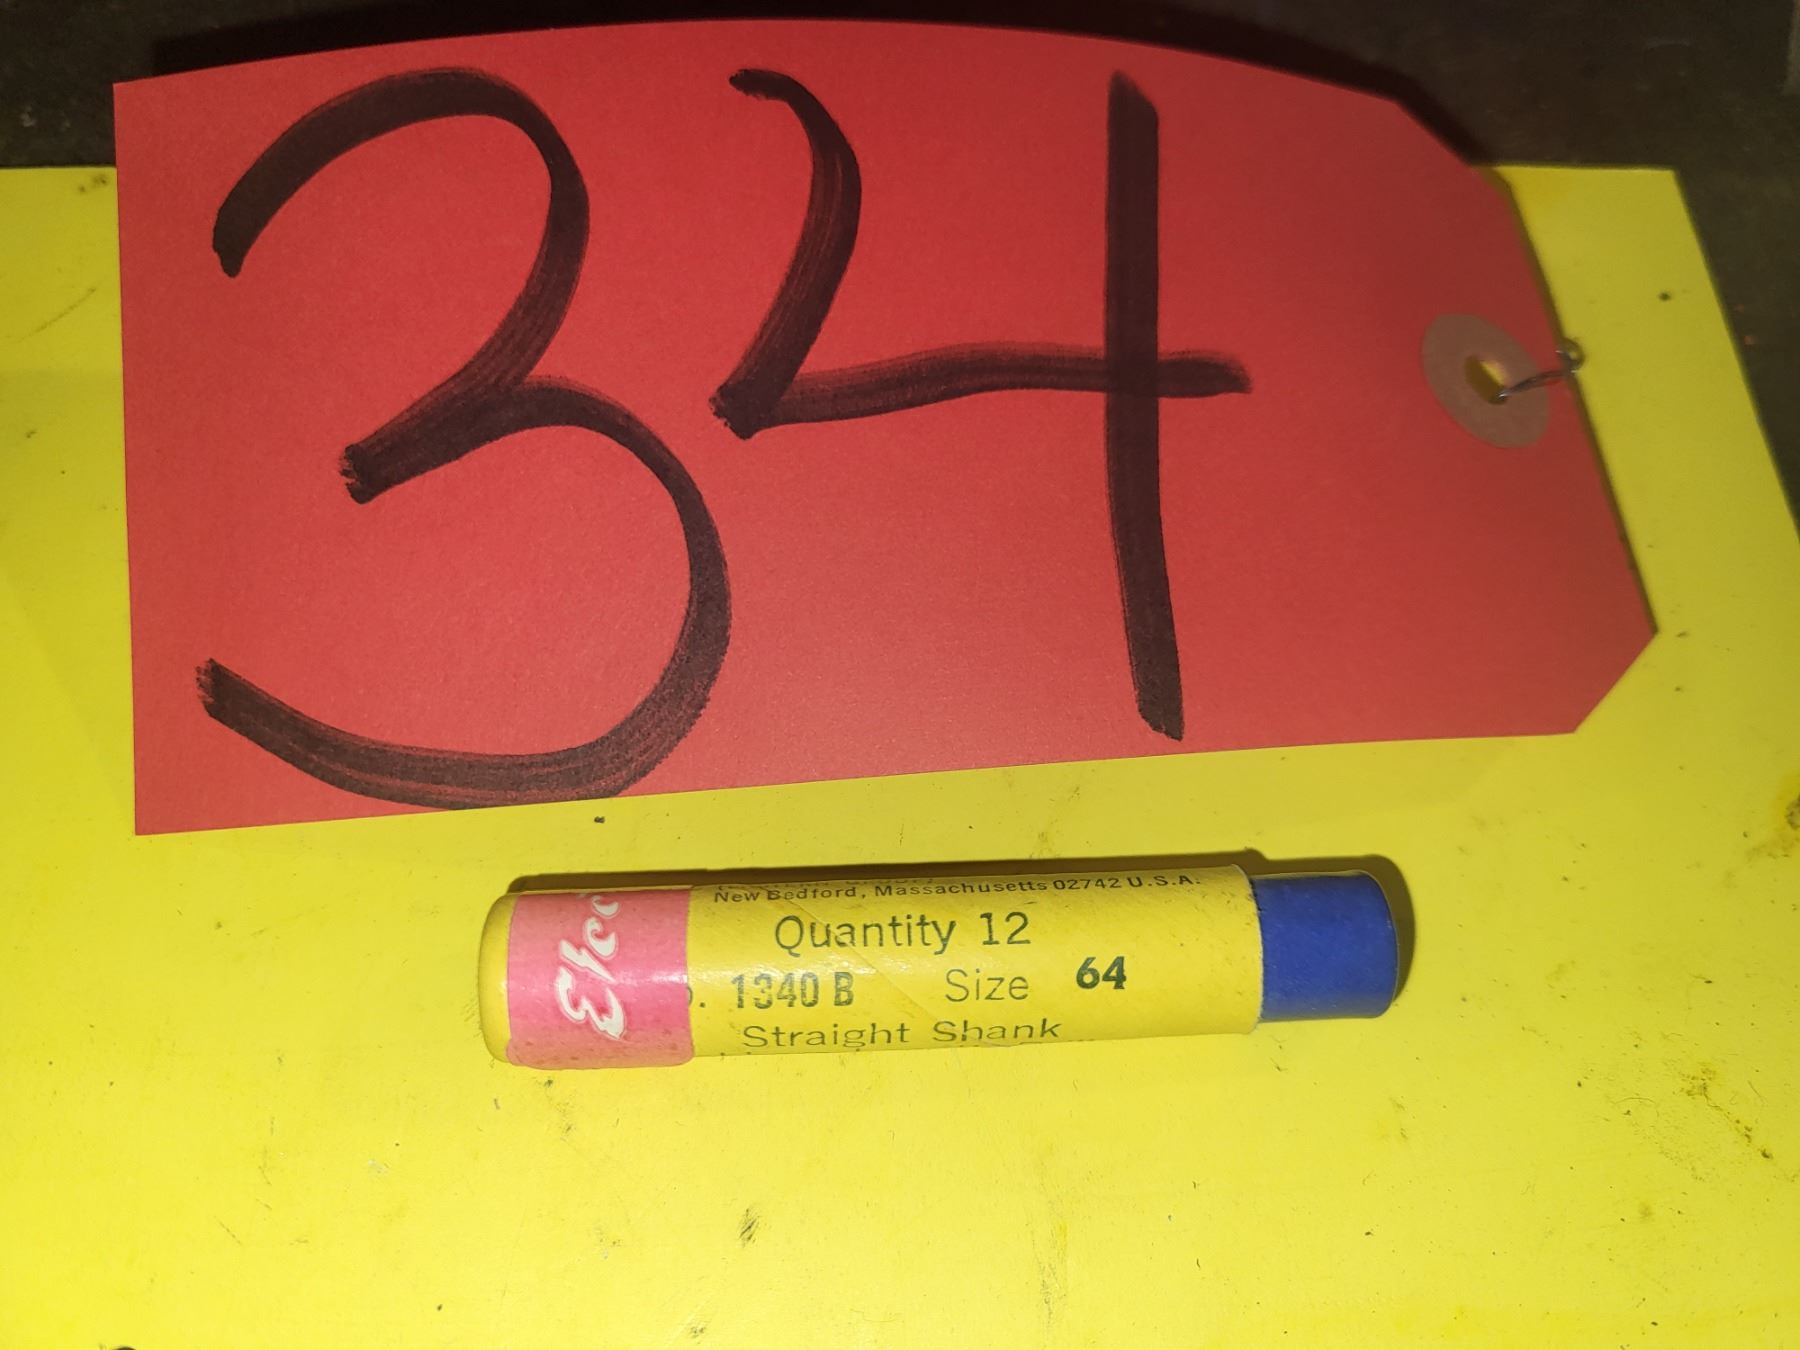 34
New Bedford, Massachusetts 02742 U.S.A.
Quantity 12
1340 B Size 64
Straight Shank